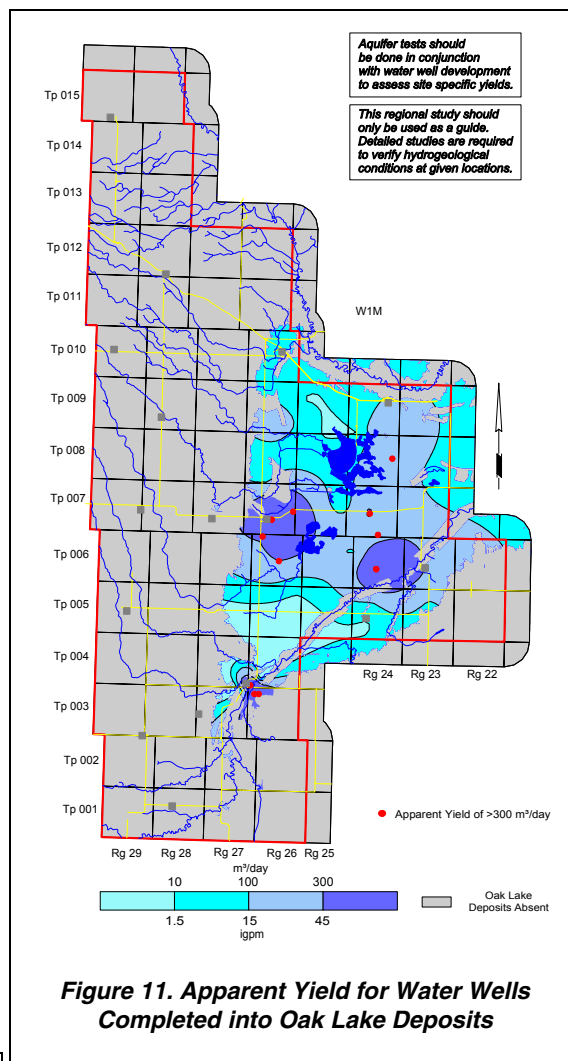 Aquifer tests should
be done in conjunction
with water well development
to assess site specific yields.
This regional study should
only be used as a guide.
Detailed studies are required
to verify hydrogeological
conditions at given locations.
Tp 015
Tp 014
Tp 013
Tp 012
Tp 011
W1M
Tp 010
Tp 009
Tp 008
Tp 007
Tp 006
Tp 005
Tp 004
Rg 24 Rg 23 Rg 22
Tp 003
Tp 002
Tp 001
Apparent Yield of >300 m³/day
Rg 29 Rg 28 Rg 27 Rg 26 Rg 25
m³/day
10 100 300
1.5 15 45
igpm
Oak Lake
Deposits Absent
Figure 11. Apparent Yield for Water Wells
Completed into Oak Lake Deposits